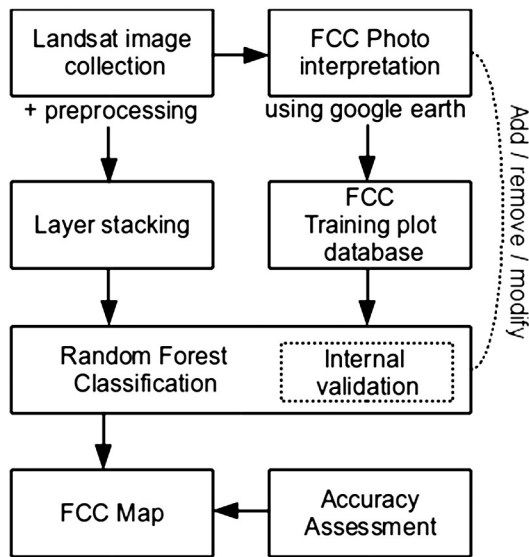 Landsat image
collection
+ preprocessing
FCC Photo
interpretation
using google earth
Add / remove / modify
Layer stacking
FCC
Training plot
database
Random Forest
Classification
Internal
validation
FCC Map
Accuracy
Assessment